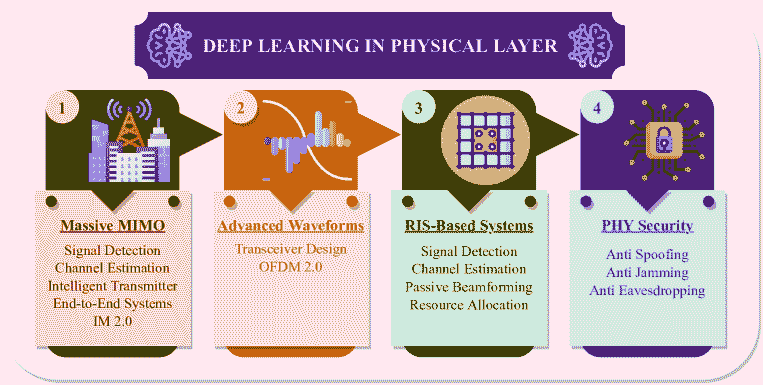 DEEP LEARNING IN PHYSICAL LAYER
1
Massive MIMO
Signal Detection
Channel Estimation
Intelligent Transmitter
End-to-End Systems
IM 2.0
2
Advanced Waveforms
Transceiver Design
OFDM 2.0
3
RIS-Based Systems
Signal Detection
Channel Estimation
Passive Beamforming
Resource Allocation
4
PHY Security
Anti Spoofing
Anti Jamming
Anti Eavesdropping